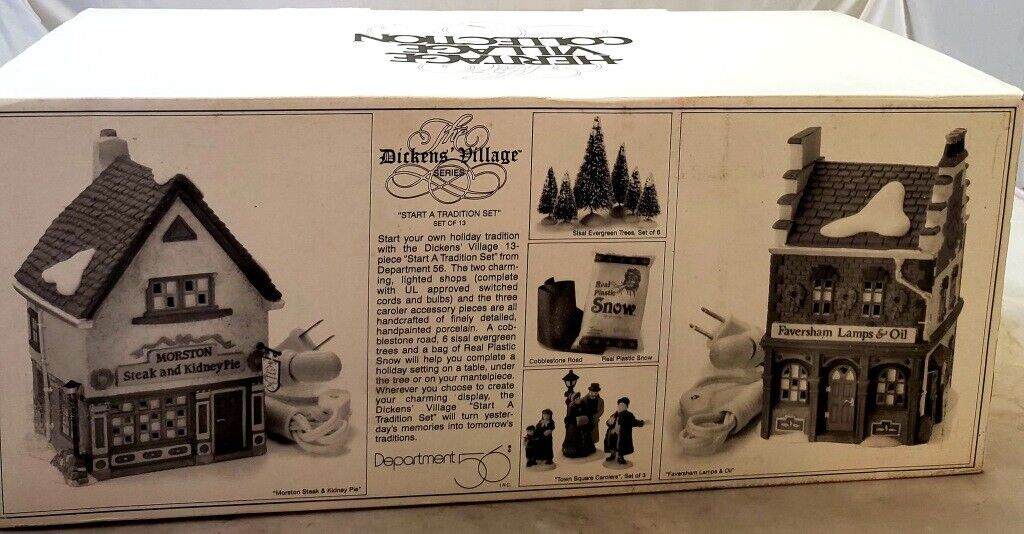 HERITAGE
VILLAGE
COLLECTION
The
Dickens' Village™
SERIES
"START A TRADITION SET"
SET OF 13
Start your own holiday tradition
with the Dickens' Village 13-
piece "Start A Tradition Set" from
Department 56. The two charm-
ing, lighted shops (complete
with UL approved switched
cords and bulbs) and the three
caroler accessory pieces are all
handcrafted of finely detailed,
handpainted porcelain. A cob-
blestone road, 6 sisal evergreen
trees and a bag of Real Plastic
Snow will help you complete a
holiday setting on a table, under
the tree or on your mantelpiece.
Wherever you choose to create
your charming display, the
Dickens' Village "Start A
Tradition Set" will turn yester-
day's memories into tomorrow's
traditions.
Department 56®
INC.
MORSTON
Steak and Kidney Pie
"Morston Steak & Kidney Pie"
Sisal Evergreen Trees, Set of 6
Real
Plastic
Snow
Cobblestone Road
Real Plastic Snow
"Town Square Carolers", Set of 3
Faversham Lamps & Oil
"Faversham Lamps & Oil"